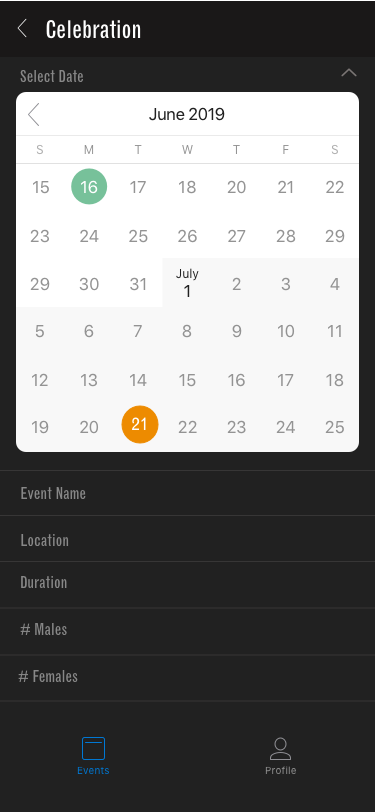 Celebration
Select Date
June 2019
S M T W T F S
15 16 17 18 20 21 22
23 24 25 26 27 28 29
29 30 31 July 1 2 3 4
5 6 7 8 9 10 11
12 13 14 15 16 17 18
19 20 21 22 23 24 25
Event Name
Location
Duration
# Males
# Females
Events Profile